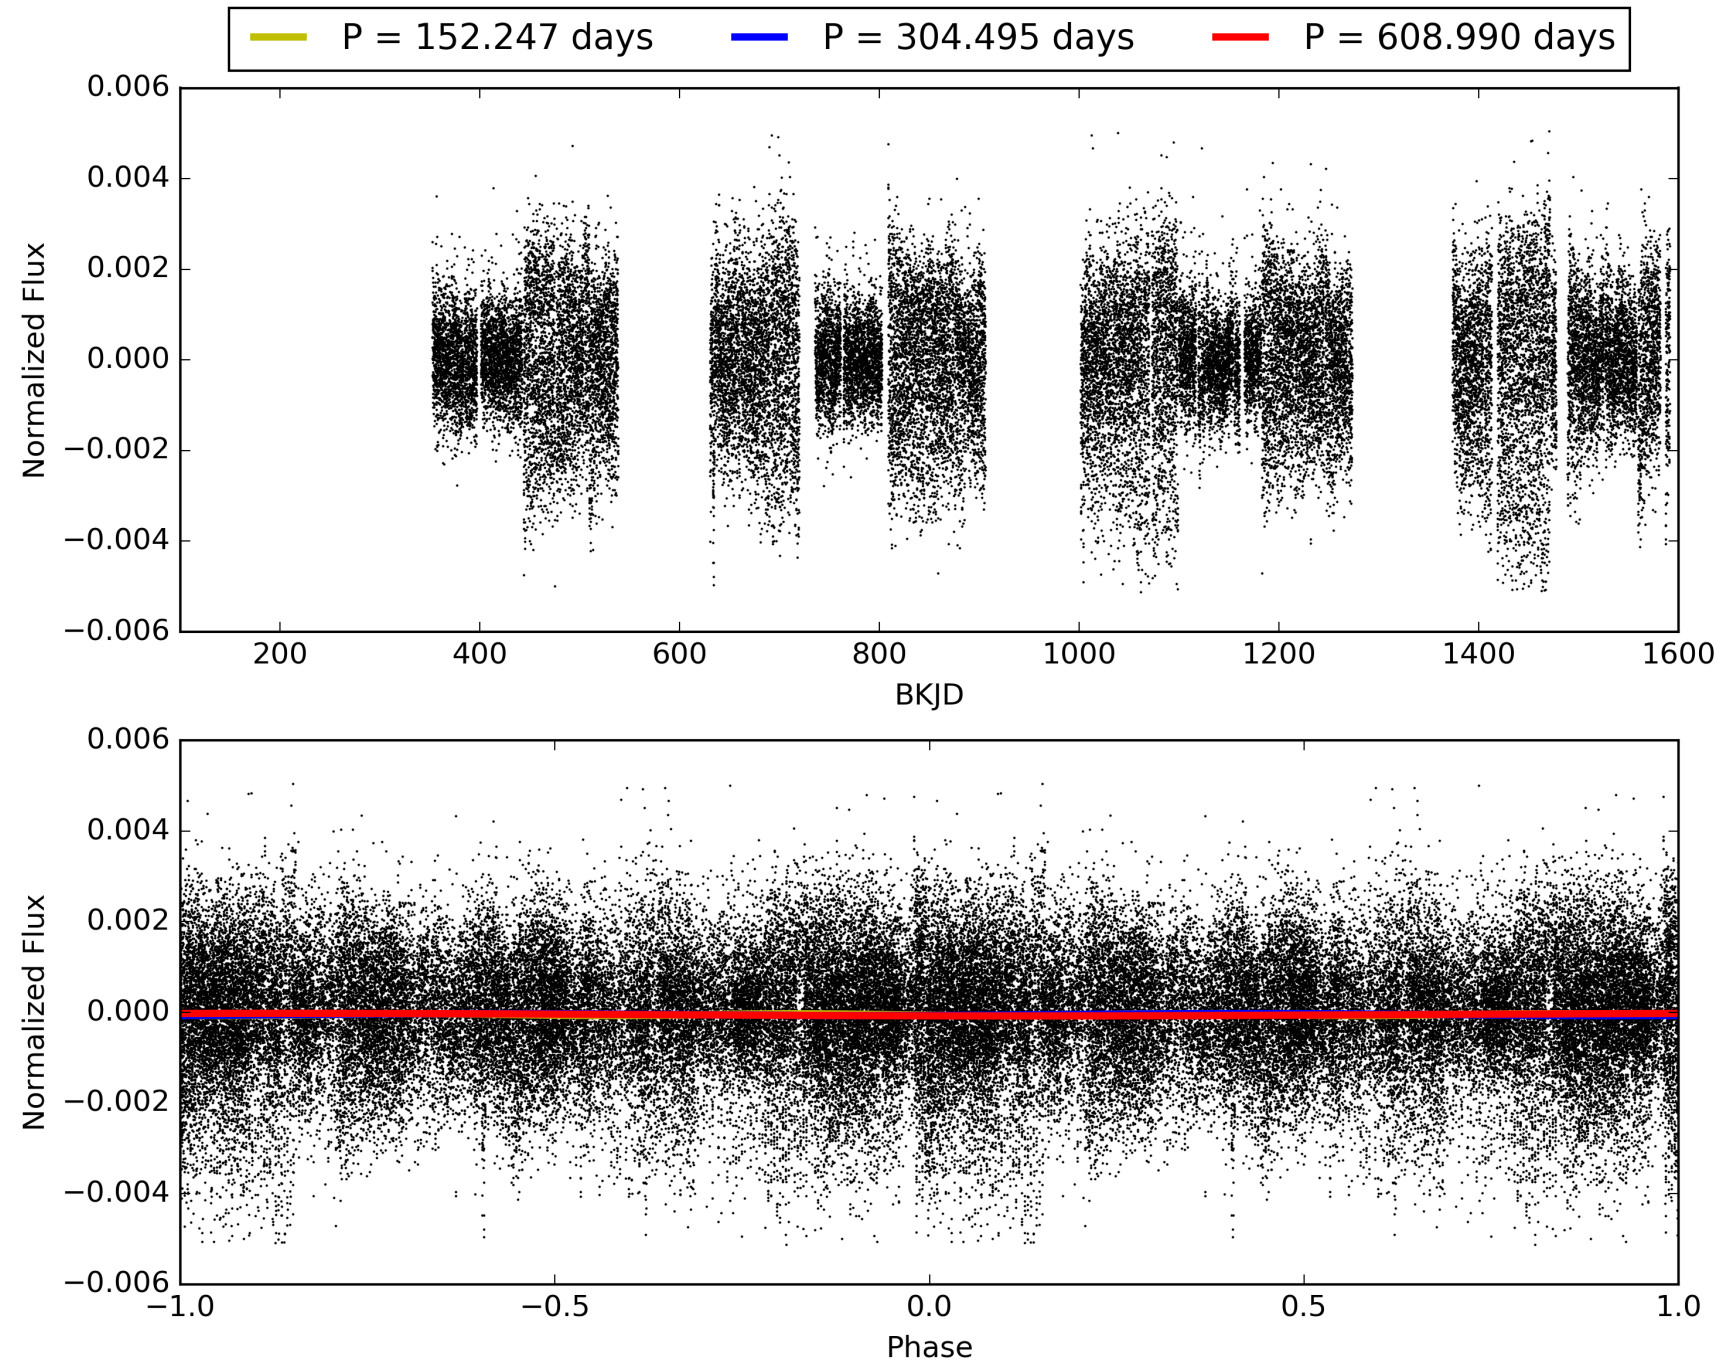 P = 152.247 days P = 304.495 days P = 608.990 days
0.006
0.004
0.002
0.000
−0.002
−0.004
−0.006
Normalized Flux
200 400 600 800 1000 1200 1400 1600
BKJD
0.006
0.004
0.002
0.000
−0.002
−0.004
−0.006
Normalized Flux
−1.0 −0.5 0.0 0.5 1.0
Phase